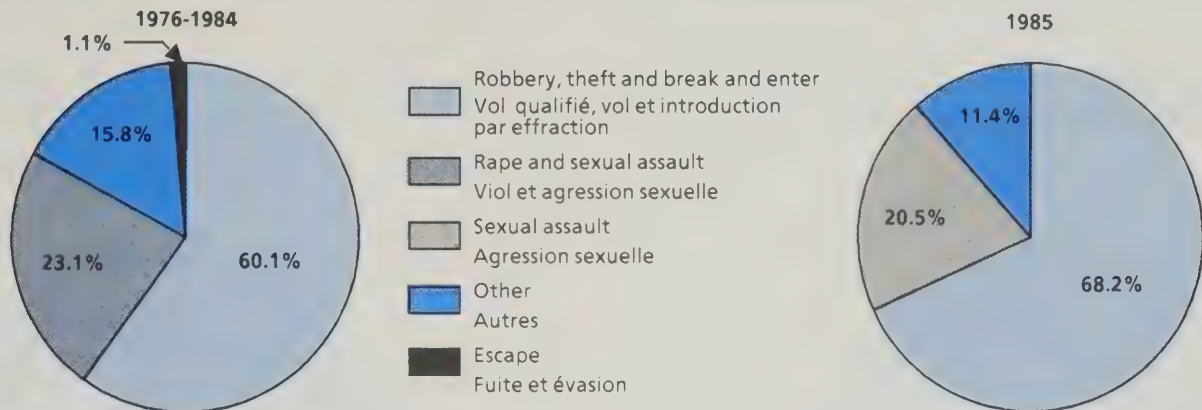 1976-1984
1.1%
15.8%
23.1%
60.1%
Robbery, theft and break and enter
Vol qualifié, vol et introduction
par effraction
Rape and sexual assault
Viol et agression sexuelle
Sexual assault
Agression sexuelle
Other
Autres
Escape
Fuite et évasion
1985
11.4%
20.5%
68.2%